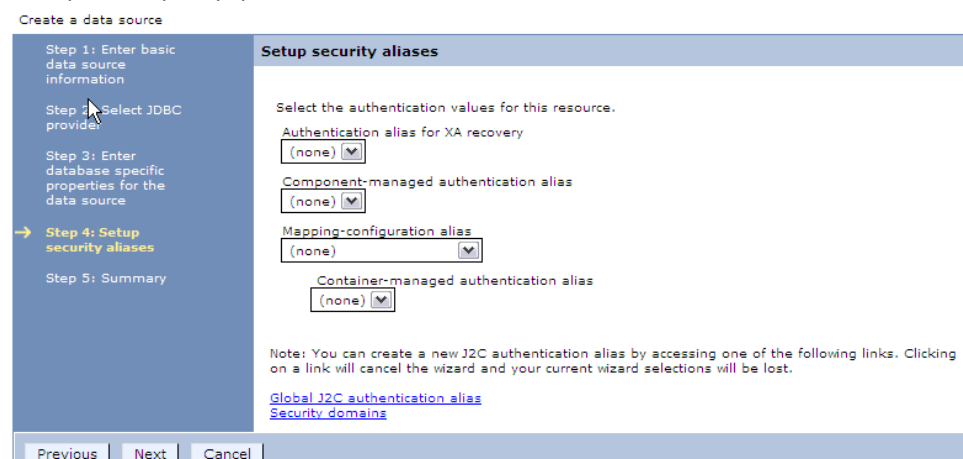 Create a data source
Step 1: Enter basic
data source
information
Step 2: Select JDBC
provider
Step 3: Enter
database specific
properties for the
data source
Step 4: Setup
security aliases
Step 5: Summary
Setup security aliases
Select the authentication values for this resource.
Authentication alias for XA recovery
(none)
Component-managed authentication alias
(none)
Mapping-configuration alias
(none)
Container-managed authentication alias
(none)
Note: You can create a new J2C authentication alias by accessing one of the following links. Clicking
on a link will cancel the wizard and your current wizard selections will be lost.
Global J2C authentication alias
Security domains
Previous Next Cancel